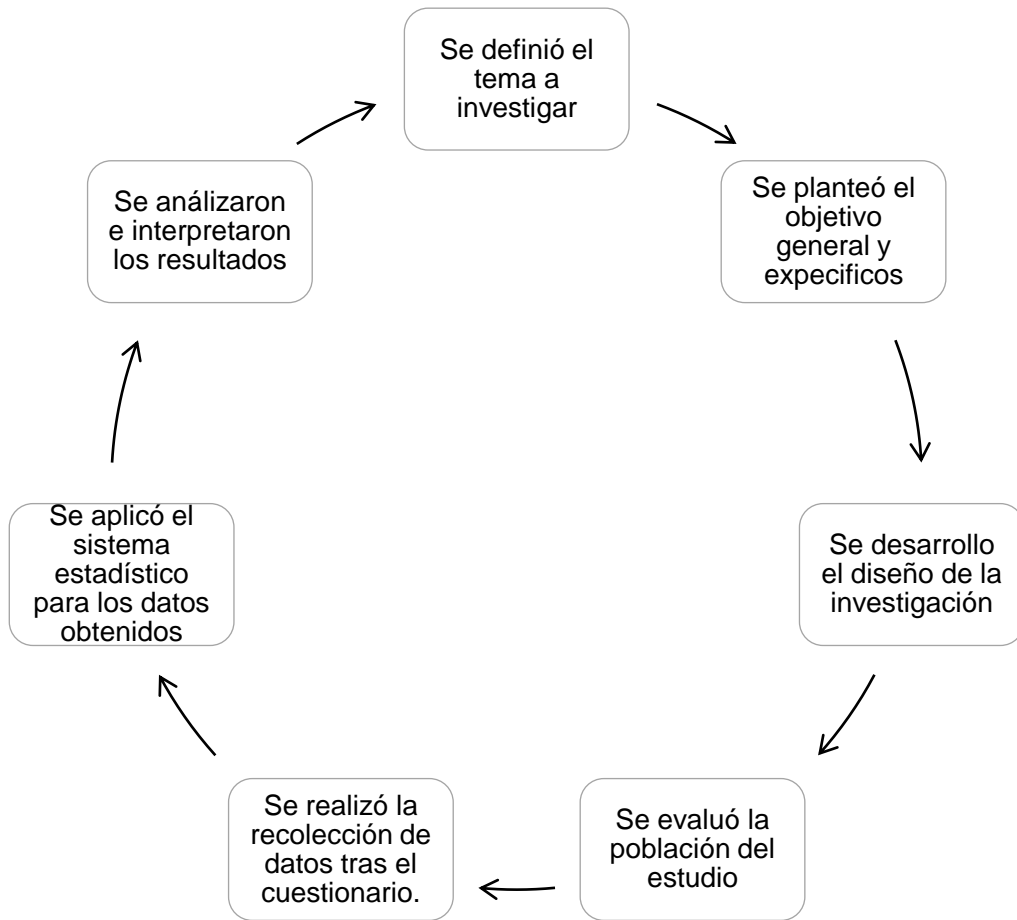 Se definió el
tema a
investigar
Se planteó el
objetivo
general y
expecificos
Se desarrollo
el diseño de la
investigación
Se evaluó la
población del
estudio
Se realizó la
recolección de
datos tras el
cuestionario.
Se aplicó el
sistema
estadístico
para los datos
obtenidos
Se análizaron
e interpretaron
los resultados